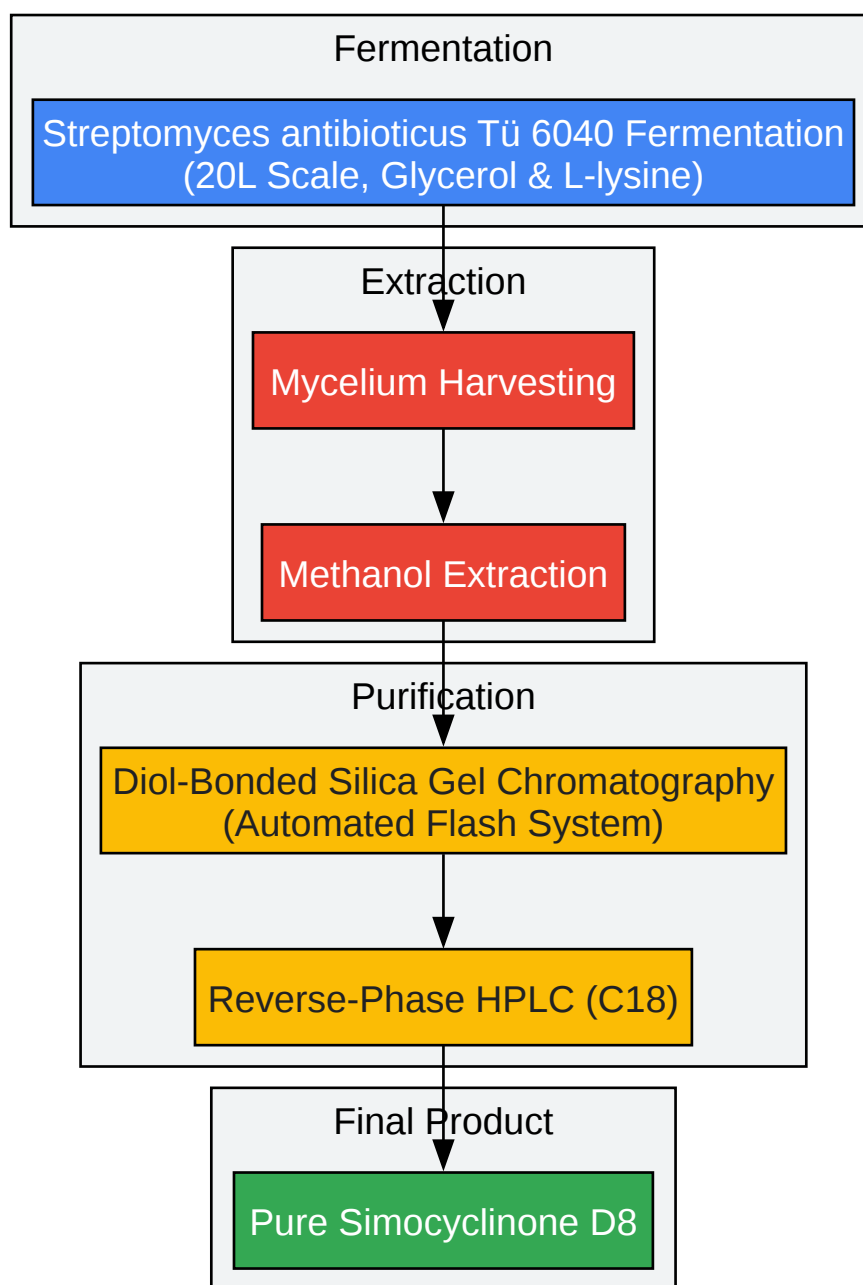 Fermentation
Streptomyces antibioticus Tü 6040 Fermentation
(20L Scale, Glycerol & L-lysine)
Extraction
Mycelium Harvesting
Methanol Extraction
Purification
Diol-Bonded Silica Gel Chromatography
(Automated Flash System)
Reverse-Phase HPLC (C18)
Final Product
Pure Simocyclinone D8